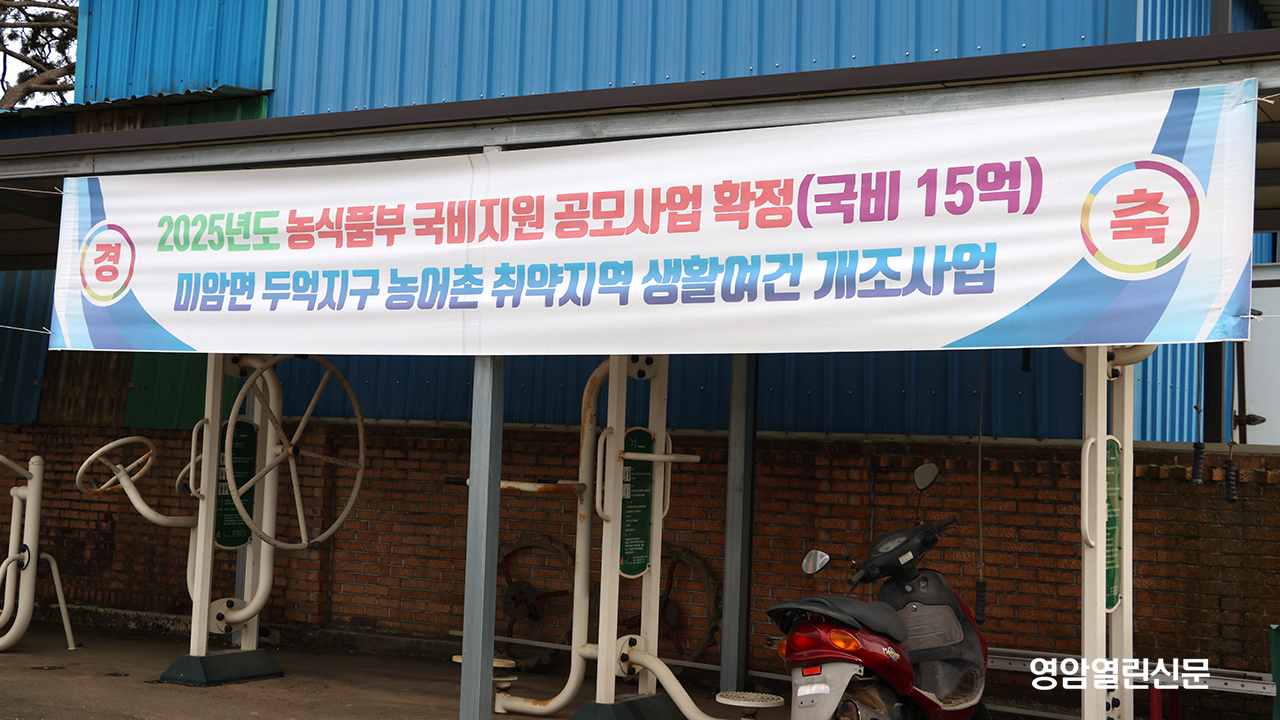 경
2025년도 농식품부 국비지원 공모사업 확정(국비 15억)
미암면 두억지구 농어촌 취약지역 생활여건 개조사업
축
영암열린신문